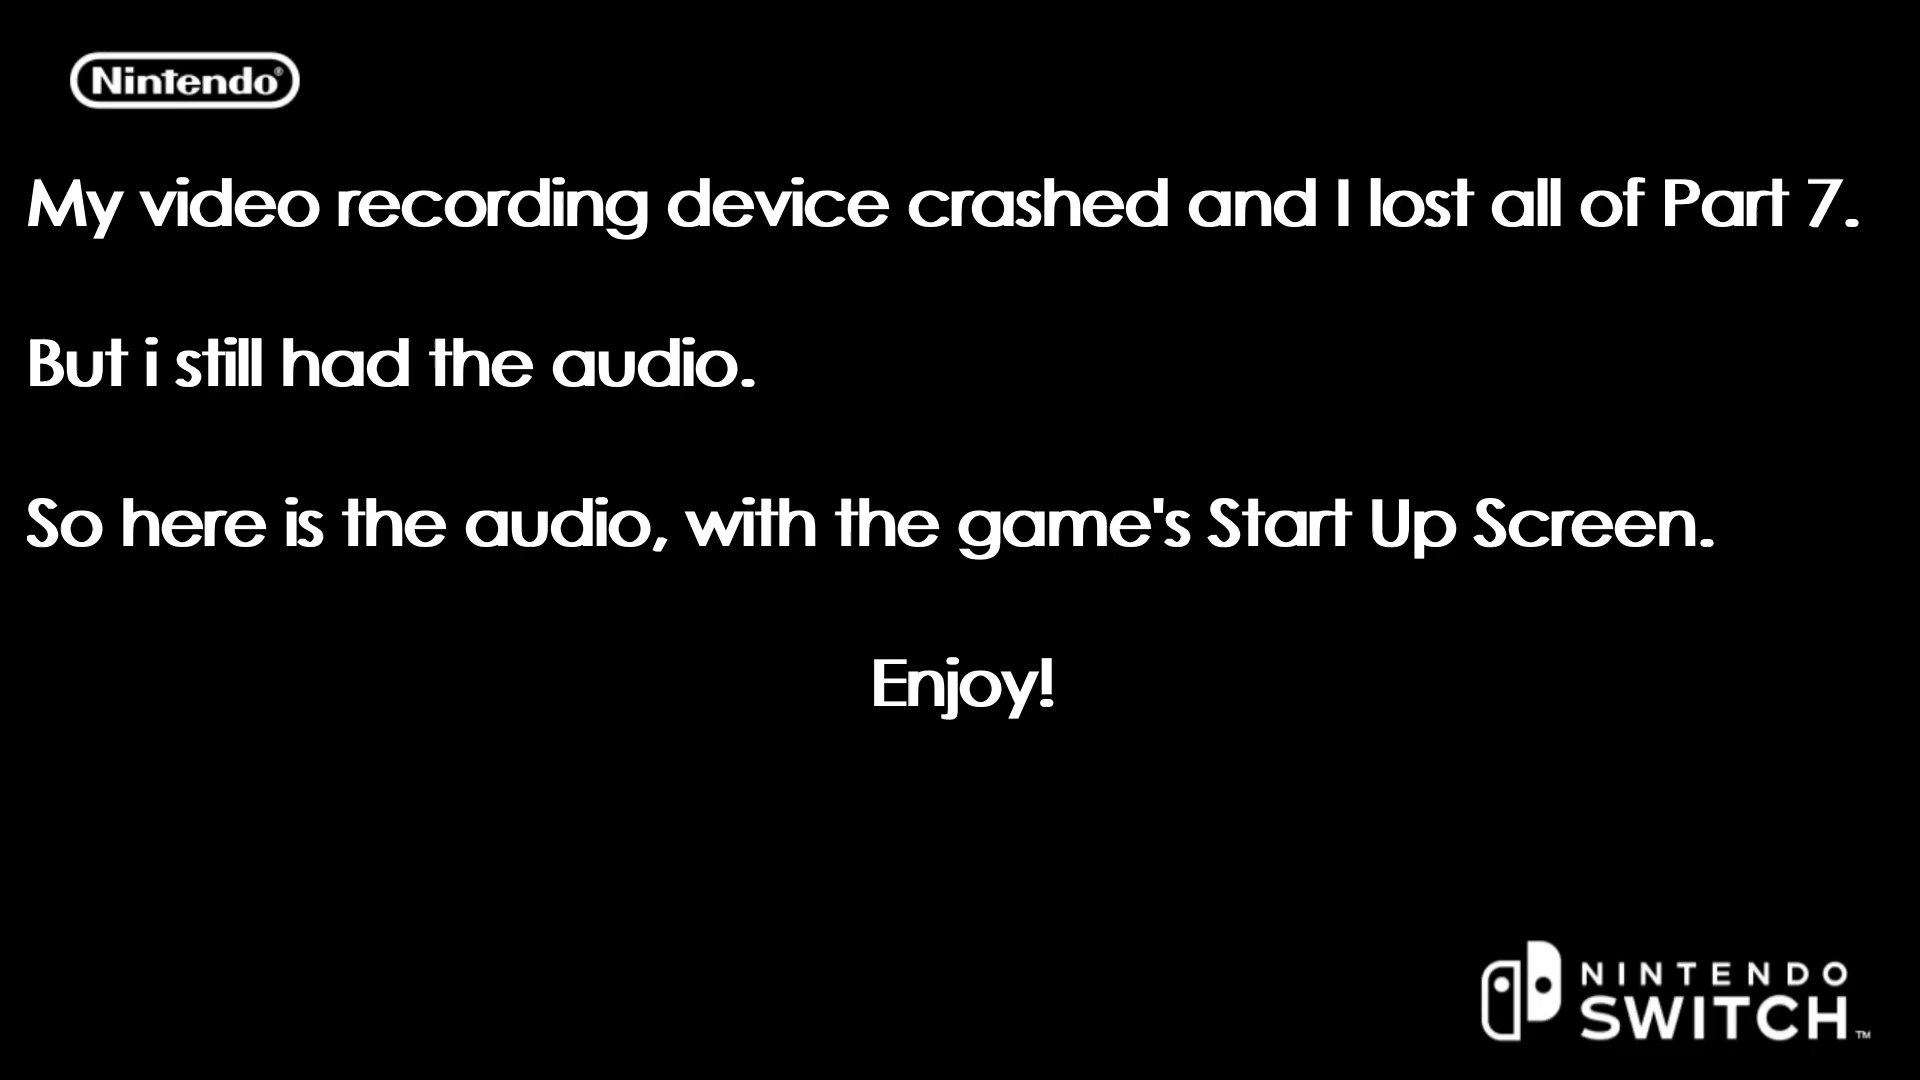 Nintendo®
My video recording device crashed and I lost all of Part 7.
But i still had the audio.
So here is the audio, with the game's Start Up Screen.
Enjoy!
NINTENDO
SWITCH™